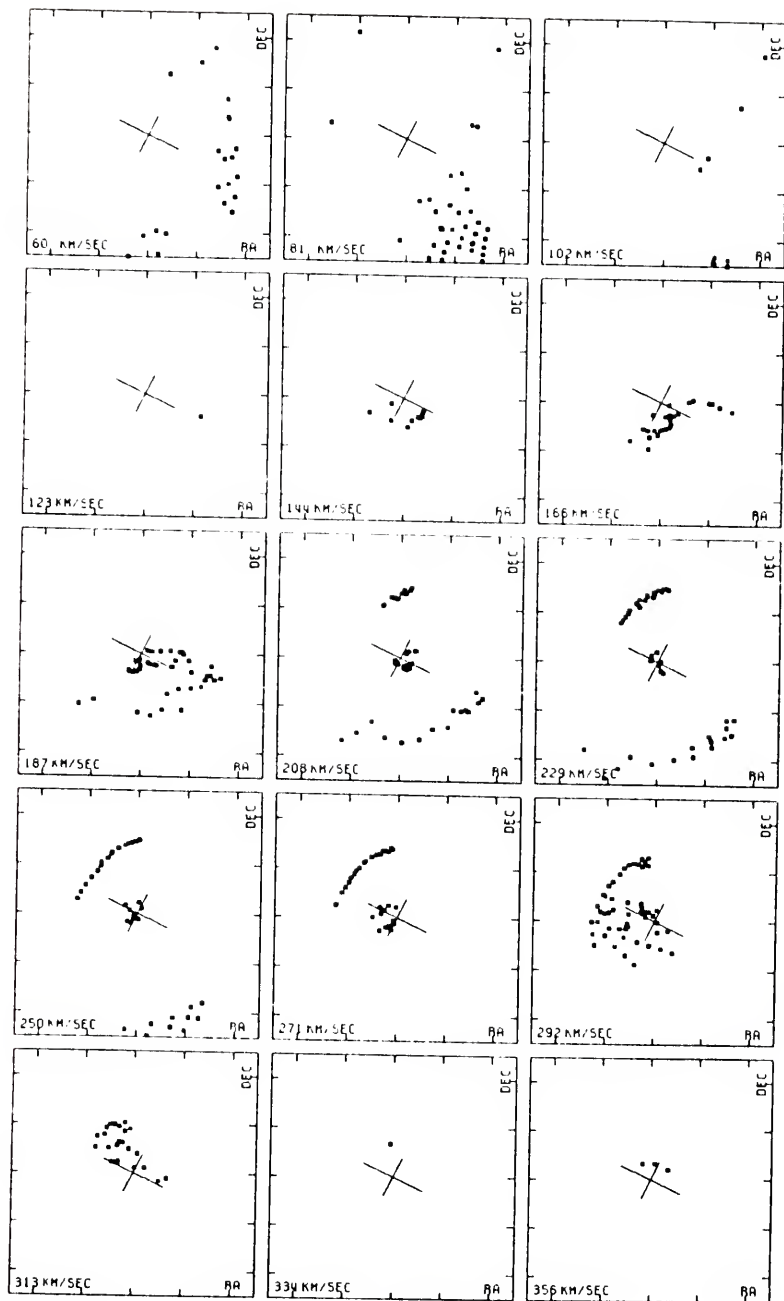 DEC
60 KM/SEC RA
DEC
81 KM/SEC RA
DEC
102 KM/SEC RA
DEC
123 KM/SEC RA
DEC
144 KM/SEC RA
DEC
166 KM/SEC RA
DEC
187 KM/SEC RA
DEC
208 KM/SEC RA
DEC
229 KM/SEC RA
DEC
250 KM/SEC RA
DEC
271 KM/SEC RA
DEC
292 KM/SEC RA
DEC
313 KM/SEC RA
DEC
334 KM/SEC RA
DEC
356 KM/SEC RA